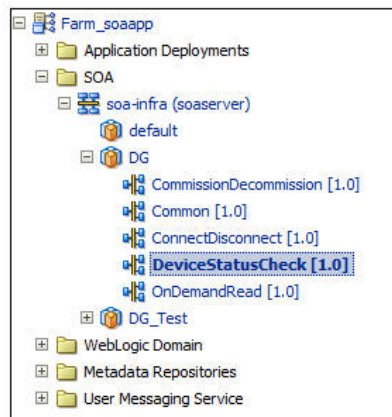 Farm_soaapp
Application Deployments
SOA
soa-infra (soaserver)
default
DG
CommissionDecommission [1.0]
Common [1.0]
ConnectDisconnect [1.0]
DeviceStatusCheck [1.0]
OnDemandRead [1.0]
DG_Test
WebLogic Domain
Metadata Repositories
User Messaging Service